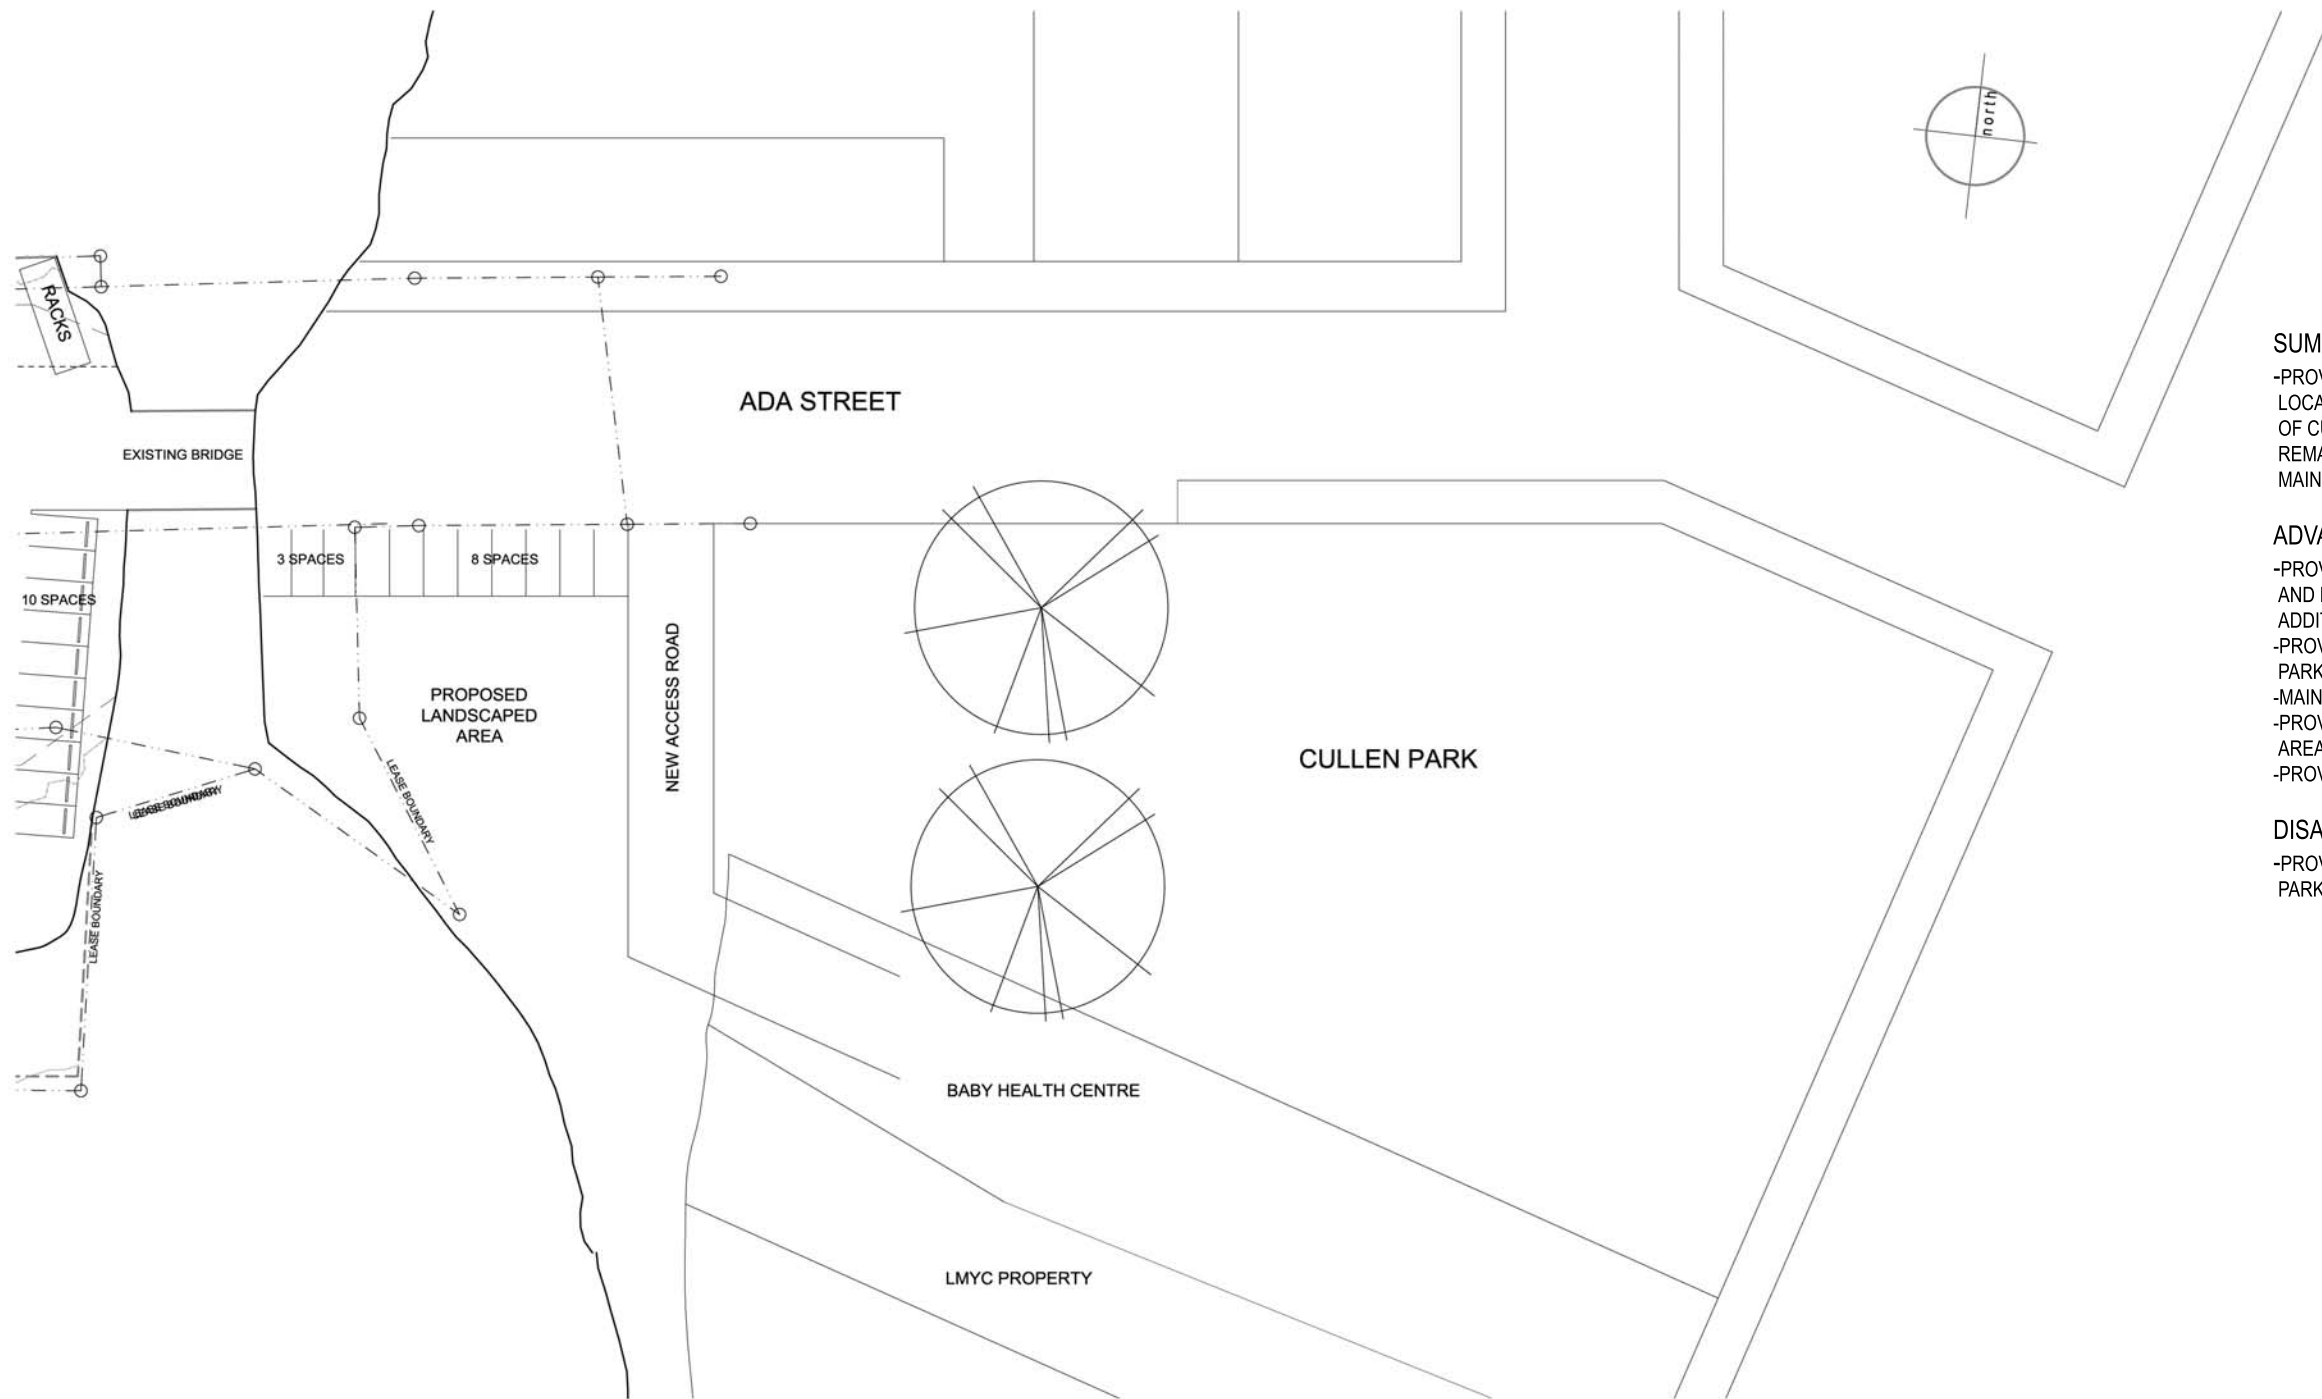 north
RACKS
ADA STREET
EXISTING BRIDGE
3 SPACES
8 SPACES
10 SPACES
NEW ACCESS ROAD
PROPOSED
LANDSCAPED
AREA
CULLEN PARK
LEASE BOUNDARY
LEASE BOUNDARY
LEASE BOUNDARY
BABY HEALTH CENTRE
LMYC PROPERTY
SUM
-PROV
LOCA
OF CU
REMA
MAIN
ADVA
-PROV
AND
ADDI
-PROV
PARK
-MAIN
-PROV
AREA
-PROV
DISA
-PROV
PARK